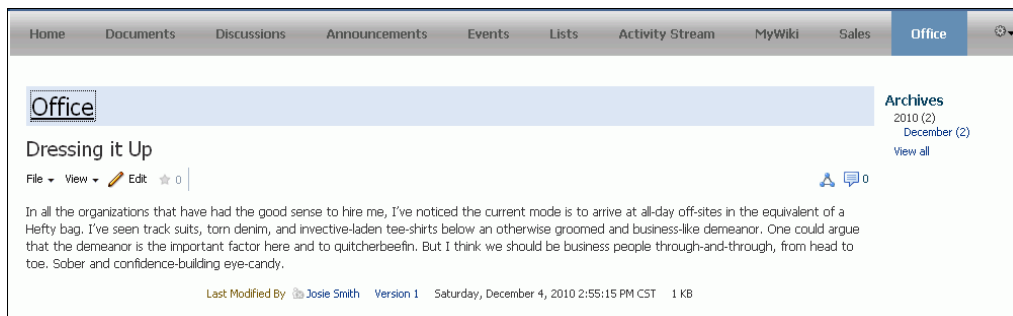 Home Documents Discussions Announcements Events Lists Activity Stream MyWiki Sales Office
Office
Dressing it Up
File View Edit 0 0
In all the organizations that have had the good sense to hire me, I've noticed the current mode is to arrive at all-day off-sites in the equivalent of a
Hefty bag. I've seen track suits, torn denim, and invective-laden tee-shirts below an otherwise groomed and business-like demeanor. One could argue
that the demeanor is the important factor here and to quitcherbeefin. But I think we should be business people through-and-through, from head to
toe. Sober and confidence-building eye-candy.
Last Modified By Josie Smith Version 1 Saturday, December 4, 2010 2:55:15 PM CST 1 KB
Archives
2010 (2)
December (2)
View all